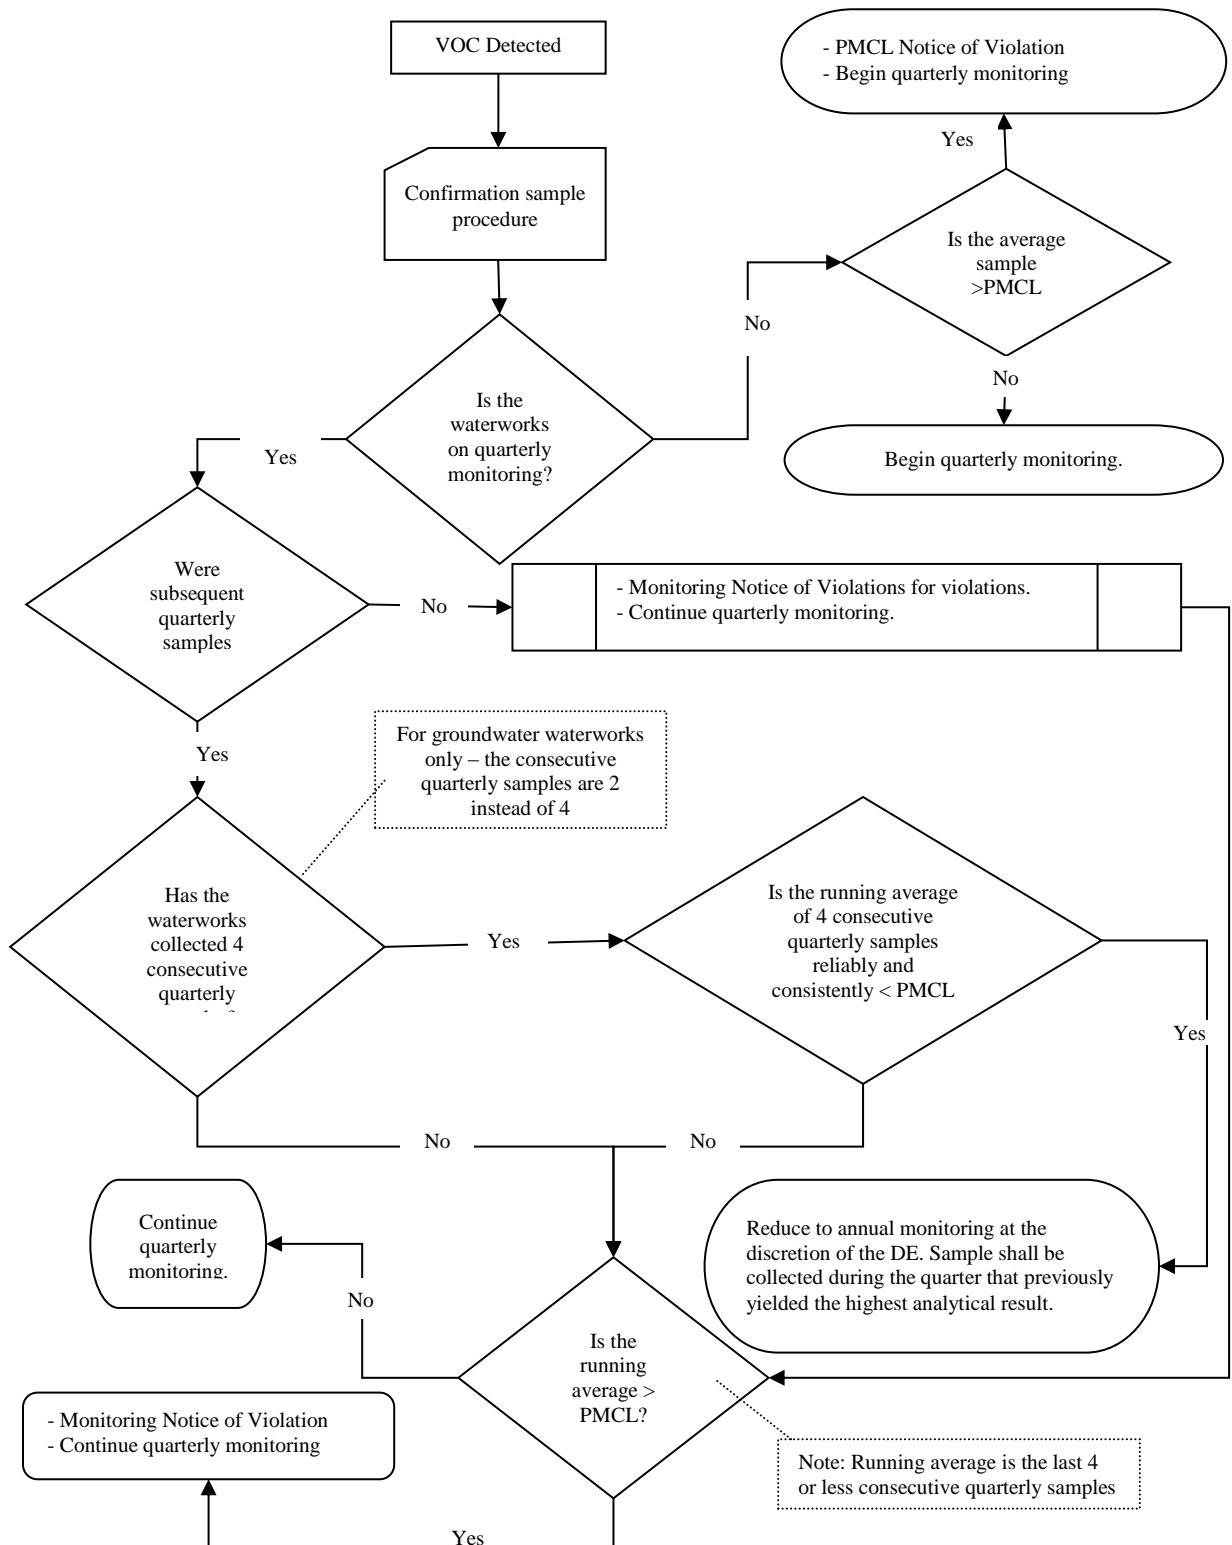 VOC Detected
- PMCL Notice of Violation
- Begin quarterly monitoring
Yes
Confirmation sample
procedure
Is the average
sample
>PMCL
No
No
Is the
waterworks
on quarterly
monitoring?
Yes
Begin quarterly monitoring.
Were
subsequent
quarterly
samples
No
- Monitoring Notice of Violations for violations.
- Continue quarterly monitoring.
Yes
For groundwater waterworks
only – the consecutive
quarterly samples are 2
instead of 4
Has the
waterworks
collected 4
consecutive
quarterly
Yes
Is the running average
of 4 consecutive
quarterly samples
reliably and
consistently < PMCL
Yes
No
No
Continue
quarterly
monitoring.
No
Reduce to annual monitoring at the
discretion of the DE. Sample shall be
collected during the quarter that previously
yielded the highest analytical result.
Is the
running
average >
PMCL?
- Monitoring Notice of Violation
- Continue quarterly monitoring
Note: Running average is the last 4
or less consecutive quarterly samples
Yes